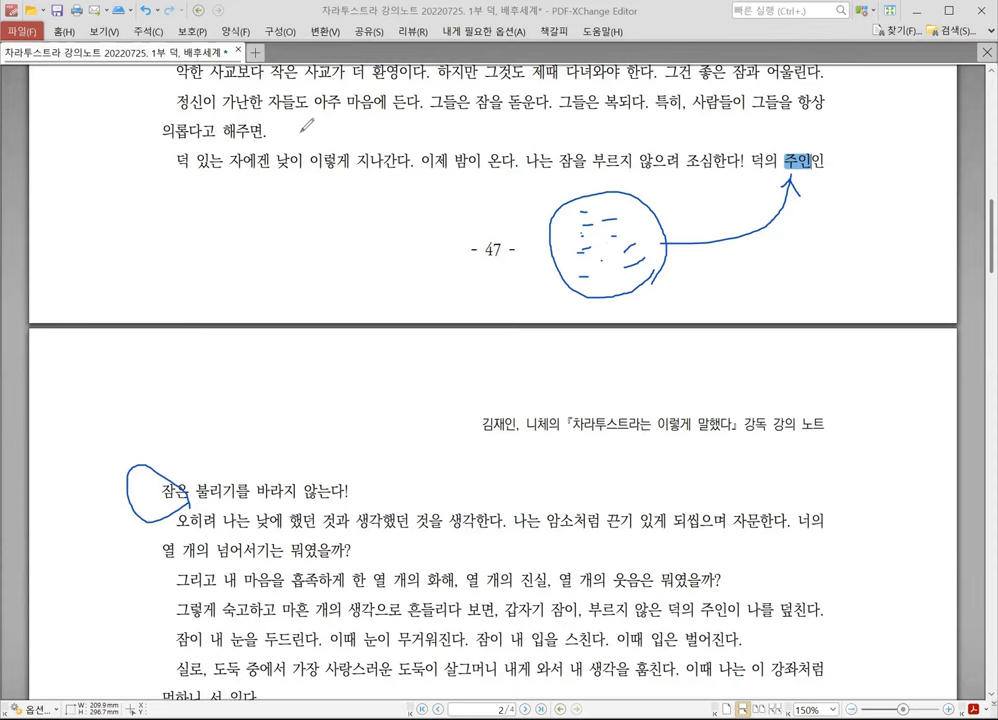 차라투스트라 강의노트 20220725. 1부 덕, 배후세계* - PDF-XChange Editor
빠른 실행 (Ctrl+.)
파일(F) 홈(H) 보기(V) 주석(C) 보호(P) 양식(F) 구성(O) 변환(V) 공유(S) 리뷰(R) 내게 필요한 옵션(A) 책갈피 도움말(H) 찾기(F)... 검색(S)...
차라투스트라 강의노트 20220725. 1부 덕, 배후세계 *
악한 사교보다 작은 사교가 더 환영이다. 하지만 그것도 제때 다녀와야 한다. 그건 좋은 잠과 어울린다.
정신이 가난한 자들도 아주 마음에 든다. 그들은 잠을 돋운다. 그들은 복되다. 특히, 사람들이 그들을 항상
의롭다고 해주면.
덕 있는 자에겐 낮이 이렇게 지나간다. 이제 밤이 온다. 나는 잠을 부르지 않으려 조심한다! 덕의 주인인
- 47 -
김재인, 니체의 『차라투스트라는 이렇게 말했다』 강독 강의 노트
잠은 불리기를 바라지 않는다!
오히려 나는 낮에 했던 것과 생각했던 것을 생각한다. 나는 암소처럼 끈기 있게 되씹으며 자문한다. 너의
열 개의 넘어서기는 뭐였을까?
그리고 내 마음을 흡족하게 한 열 개의 화해, 열 개의 진실, 열 개의 웃음은 뭐였을까?
그렇게 숙고하고 마흔 개의 생각으로 흔들리다 보면, 갑자기 잠이, 부르지 않은 덕의 주인이 나를 덮친다.
잠이 내 눈을 두드린다. 이때 눈이 무거워진다. 잠이 내 입을 스친다. 이때 입은 벌어진다.
실로, 도둑 중에서 가장 사랑스러운 도둑이 살그머니 내게 와서 내 생각을 훔친다. 이때 나는 이 강좌처럼
멍하니 서 있다.
옵션... W: 209.9mm H: 296.7mm X: Y: 2/4 150%